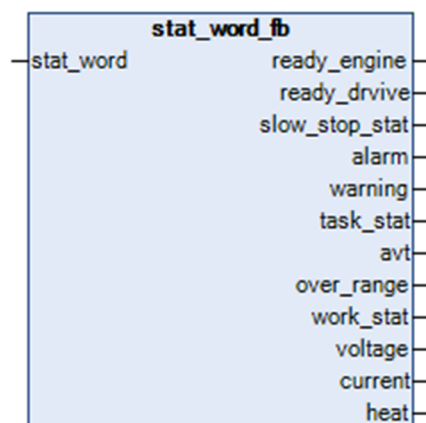 stat_word_fb
stat_word ready_engine
ready_drvive
slow_stop_stat
alarm
warning
task_stat
avt
over_range
work_stat
voltage
current
heat